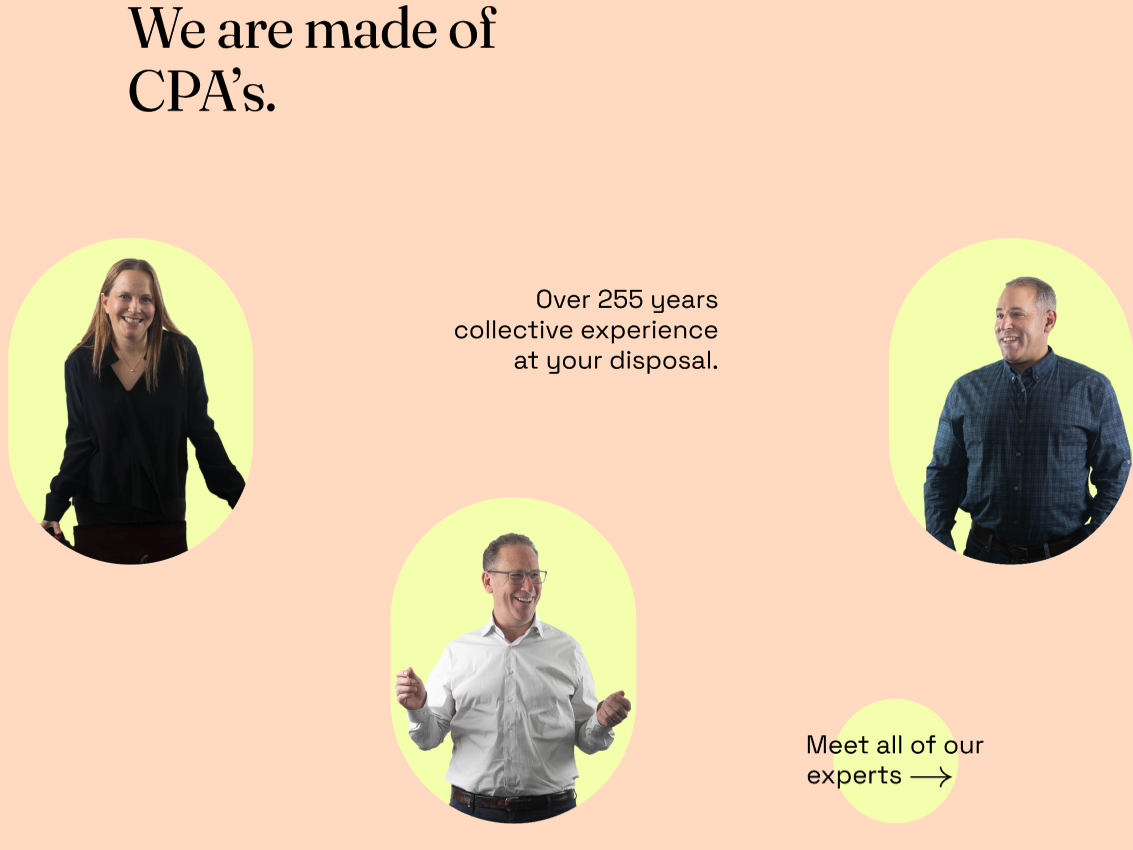 We are made of
CPA’s.
Over 255 years
collective experience
at your disposal.
Meet all of our
experts →